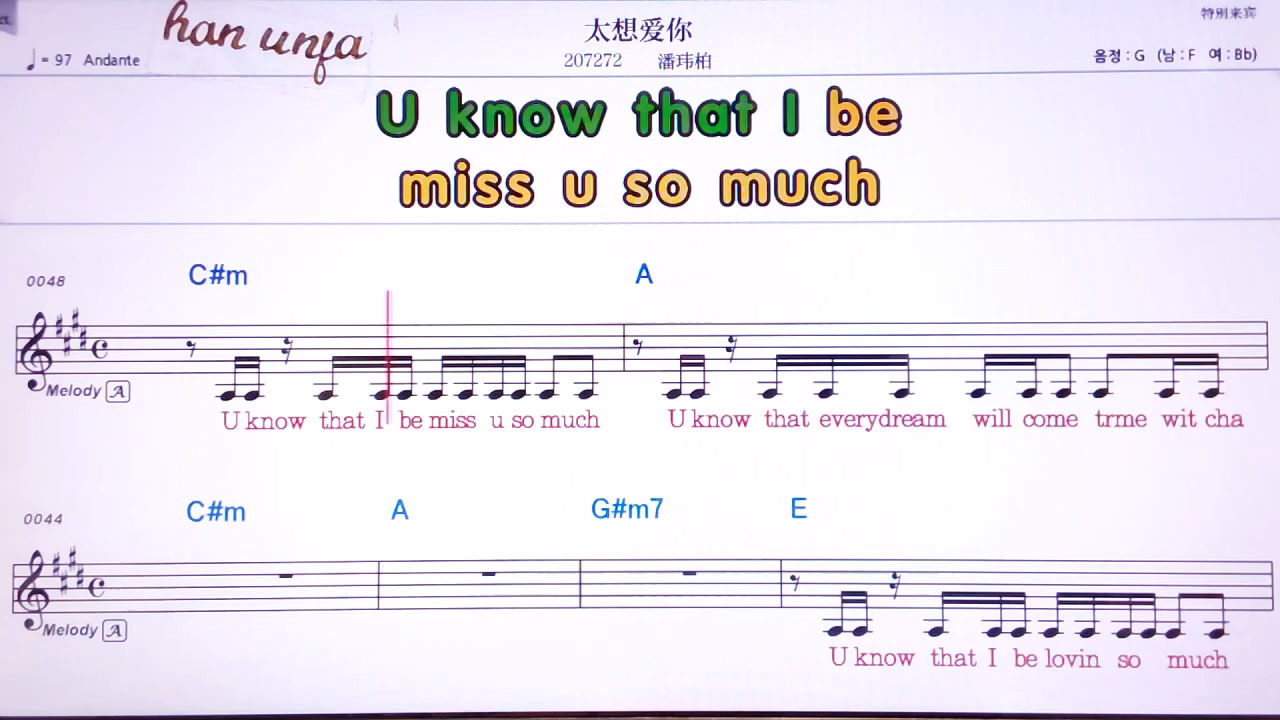 han unja
太想爱你
特别来宾
♩= 97 Andante
207272 潘玮柏
음정 : G (남 : F 여 : Bb)
U know that I be
miss u so much
0048
C#m A
Melody A
U know that I be miss u so much U know that everydream will come trme wit cha
0044
C#m A G#m7 E
Melody A
U know that I be lovin so much